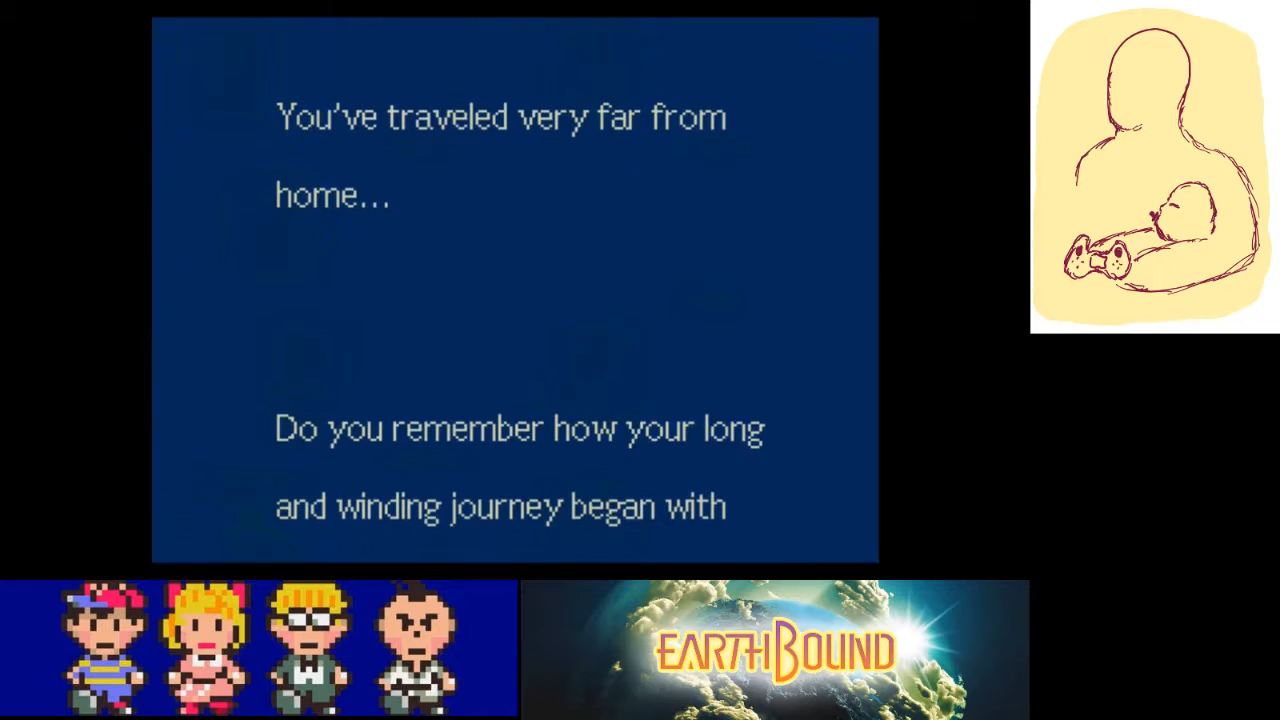 You've traveled very far from
home...
Do you remember how your long
and winding journey began with
EARTHBOUND